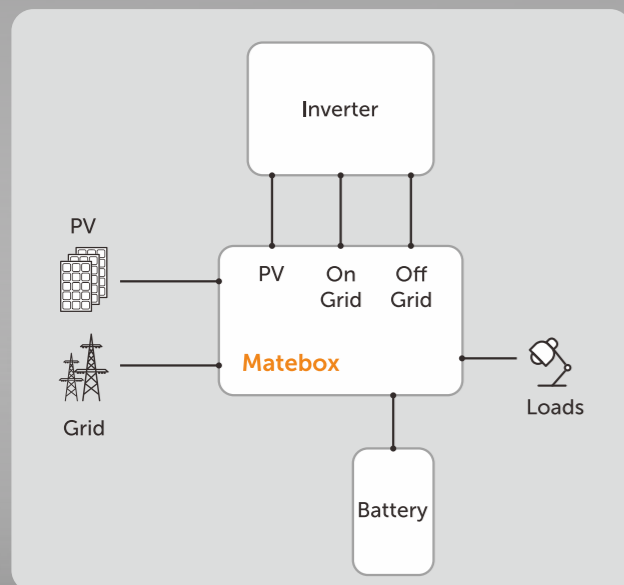 Inverter
PV
PV
On
Grid
Off
Grid
Matebox
Grid
Loads
Battery